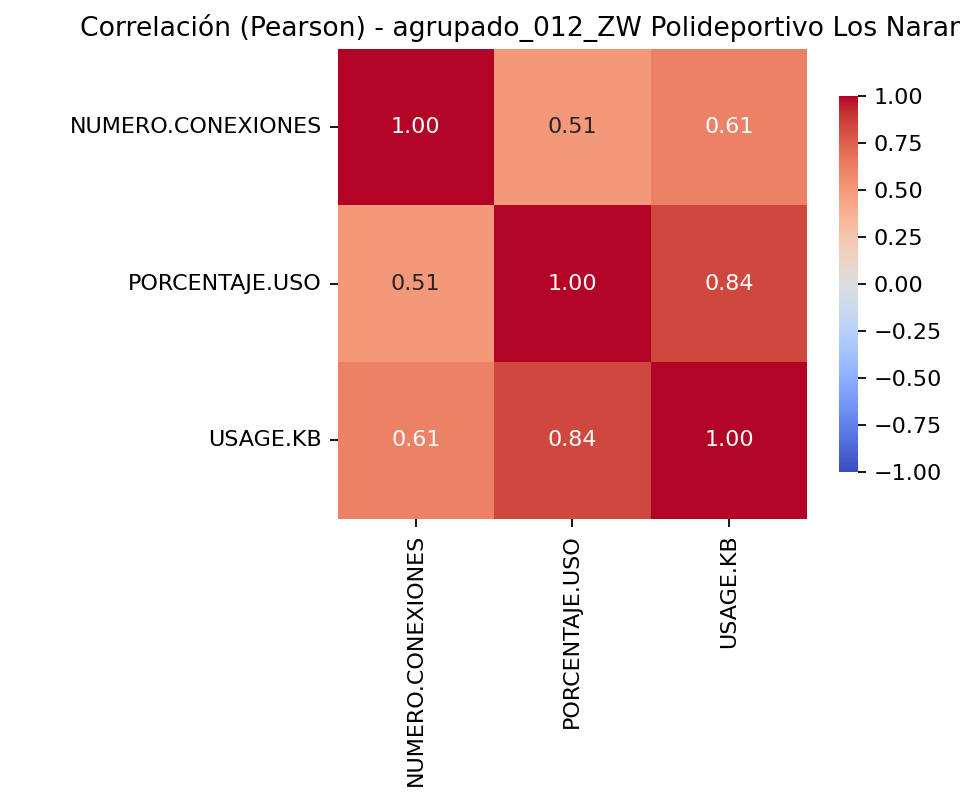 Correlación (Pearson) - agrupado_012_ZW Polideportivo Los Naran
NUMERO.CONEXIONES 1.00 0.51 0.61
PORCENTAJE.USO 0.51 1.00 0.84
USAGE.KB 0.61 0.84 1.00
NUMERO.CONEXIONES
PORCENTAJE.USO
USAGE.KB
1.00
0.75
0.50
0.25
0.00
−0.25
−0.50
−0.75
−1.00